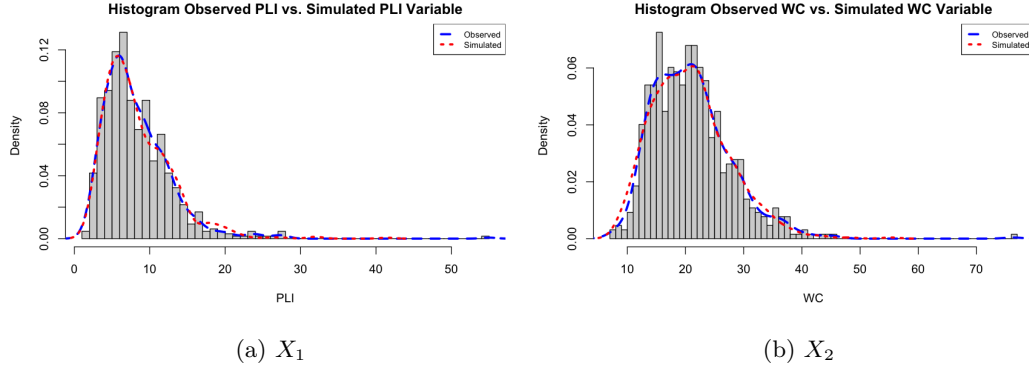 Histogram Observed PLI vs. Simulated PLI Variable
Observed
Simulated
Density
0.00
0.04
0.08
0.12
0 10 20 30 40 50
PLI
(a) X1
Histogram Observed WC vs. Simulated WC Variable
Observed
Simulated
Density
0.00
0.02
0.04
0.06
10 20 30 40 50 60 70
WC
(b) X2